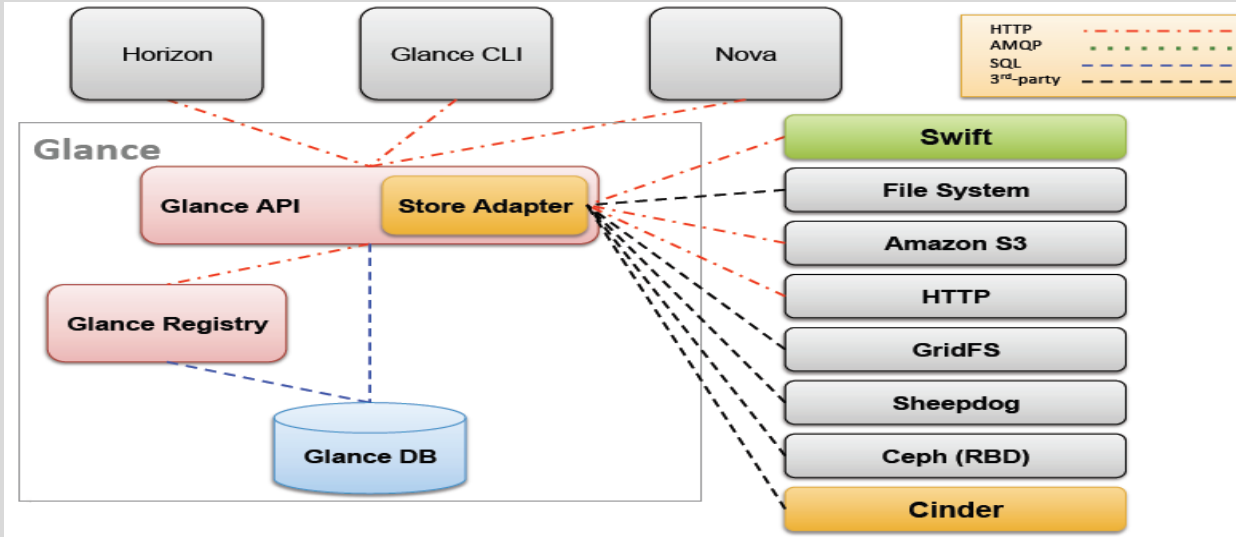 Horizon
Glance CLI
Nova
HTTP
AMQP
SQL
3rd-party
Glance
Glance API
Store Adapter
Glance Registry
Glance DB
Swift
File System
Amazon S3
HTTP
GridFS
Sheepdog
Ceph (RBD)
Cinder